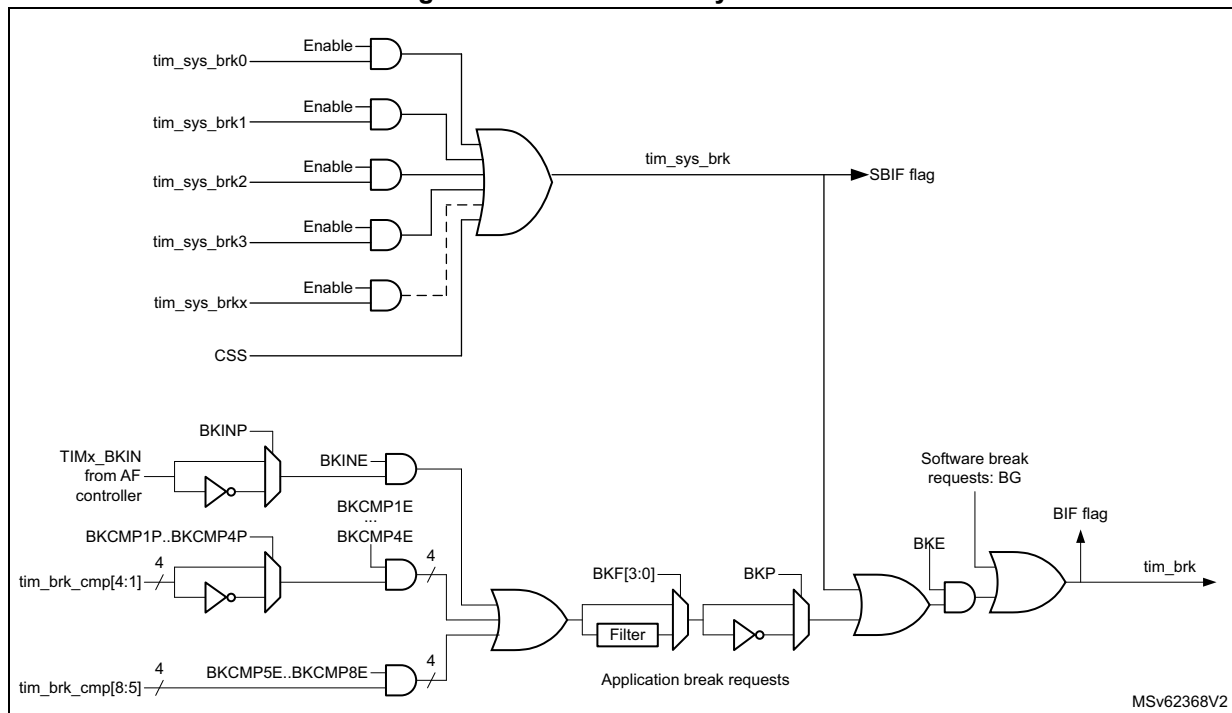 Enable
tim_sys_brk0
Enable
tim_sys_brk1
Enable
tim_sys_brk2
Enable
tim_sys_brk3
Enable
tim_sys_brkx
CSS
tim_sys_brk
SBIF flag
BKINP
TIMx_BKIN
from AF
controller
BKINE
BKCMP1E
...
BKCMP4E
BKCMP1P..BKCMP4P
4
tim_brk_cmp[4:1]
4
BKCMP5E..BKCMP8E
4
tim_brk_cmp[8:5]
4
BKF[3:0]
Filter
BKP
Application break requests
Software break
requests: BG
BKE
BIF flag
tim_brk
MSv62368V2